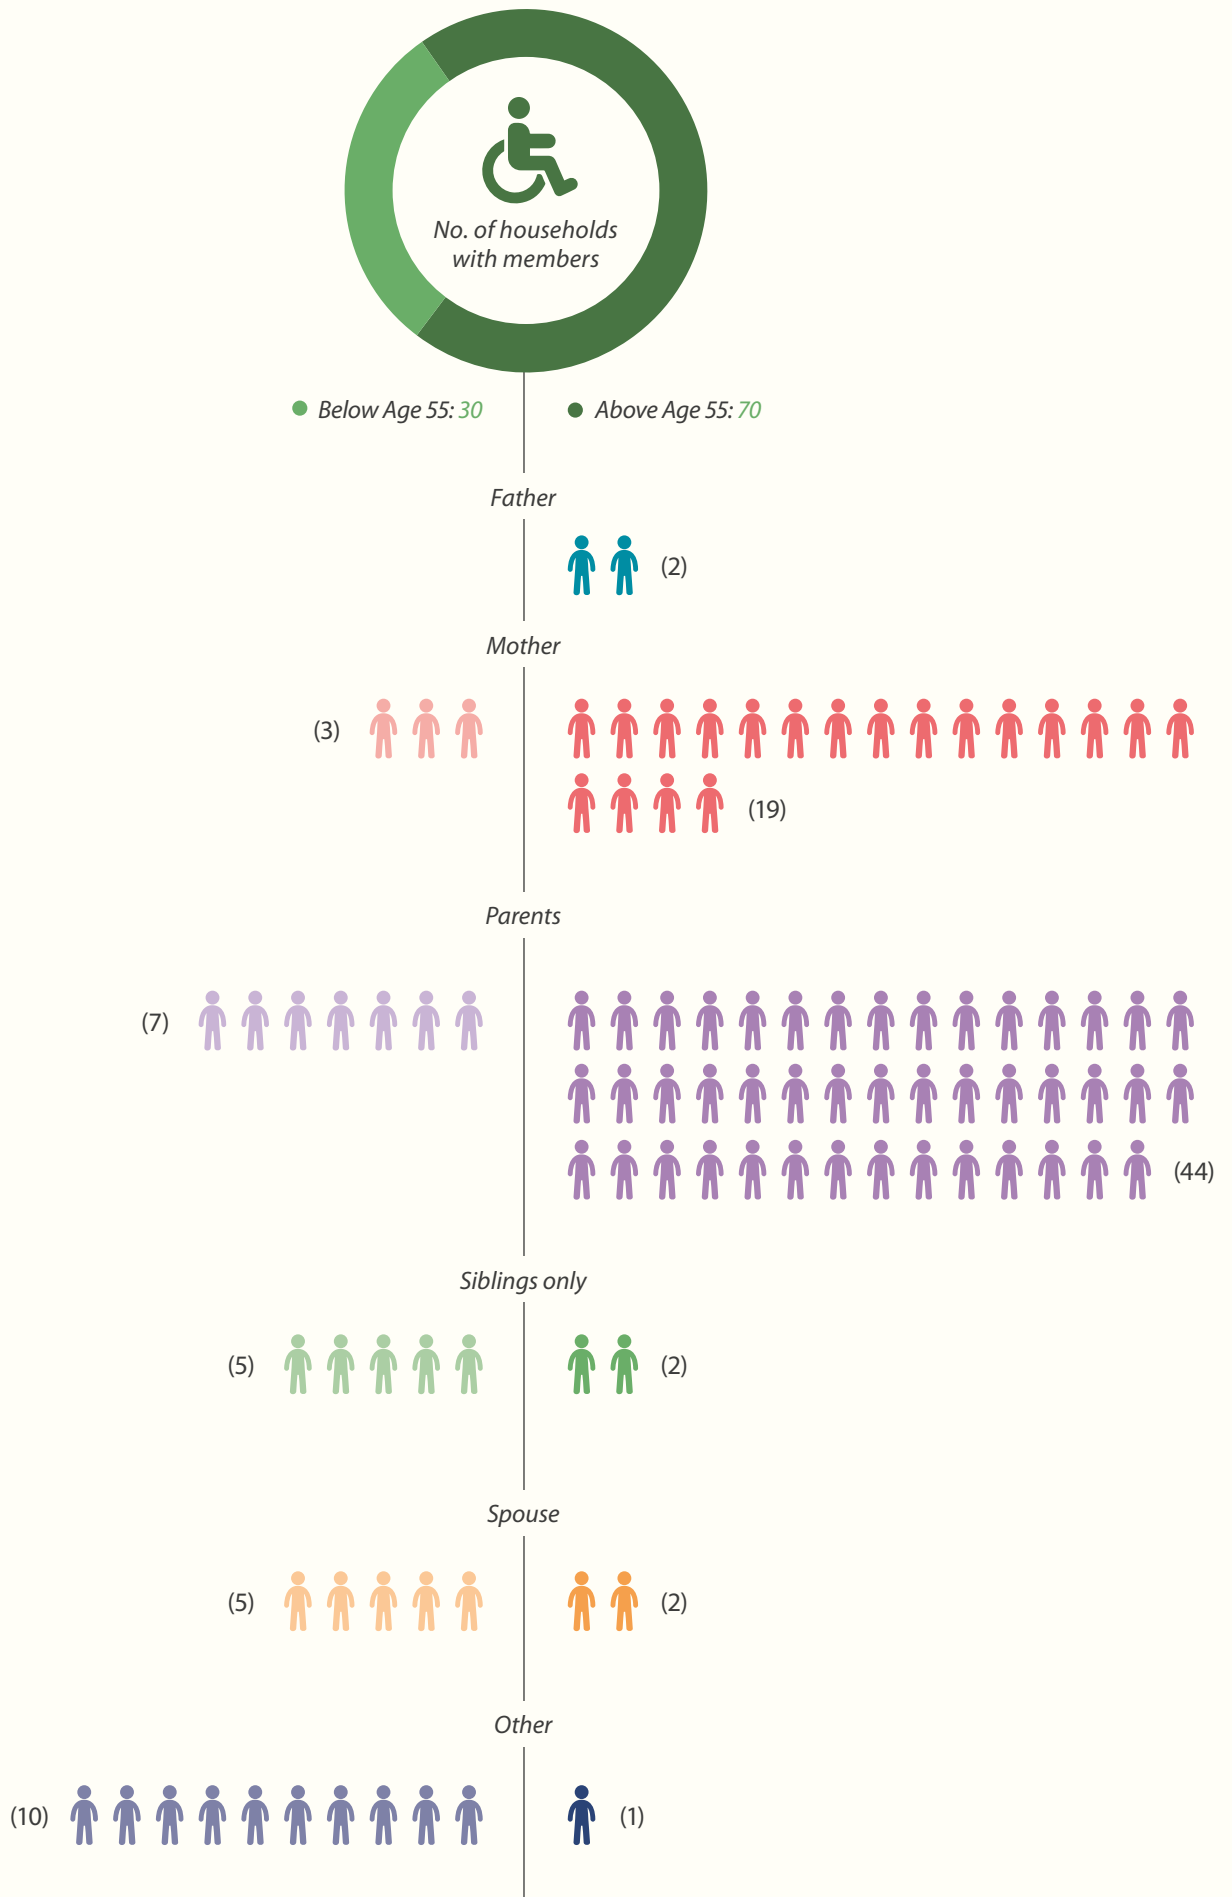 No. of households
with members
Below Age 55: 30
Above Age 55: 70
Father
(2)
Mother
(3)
(19)
Parents
(7)
(44)
Siblings only
(5)
(2)
Spouse
(5)
(2)
Other
(10)
(1)